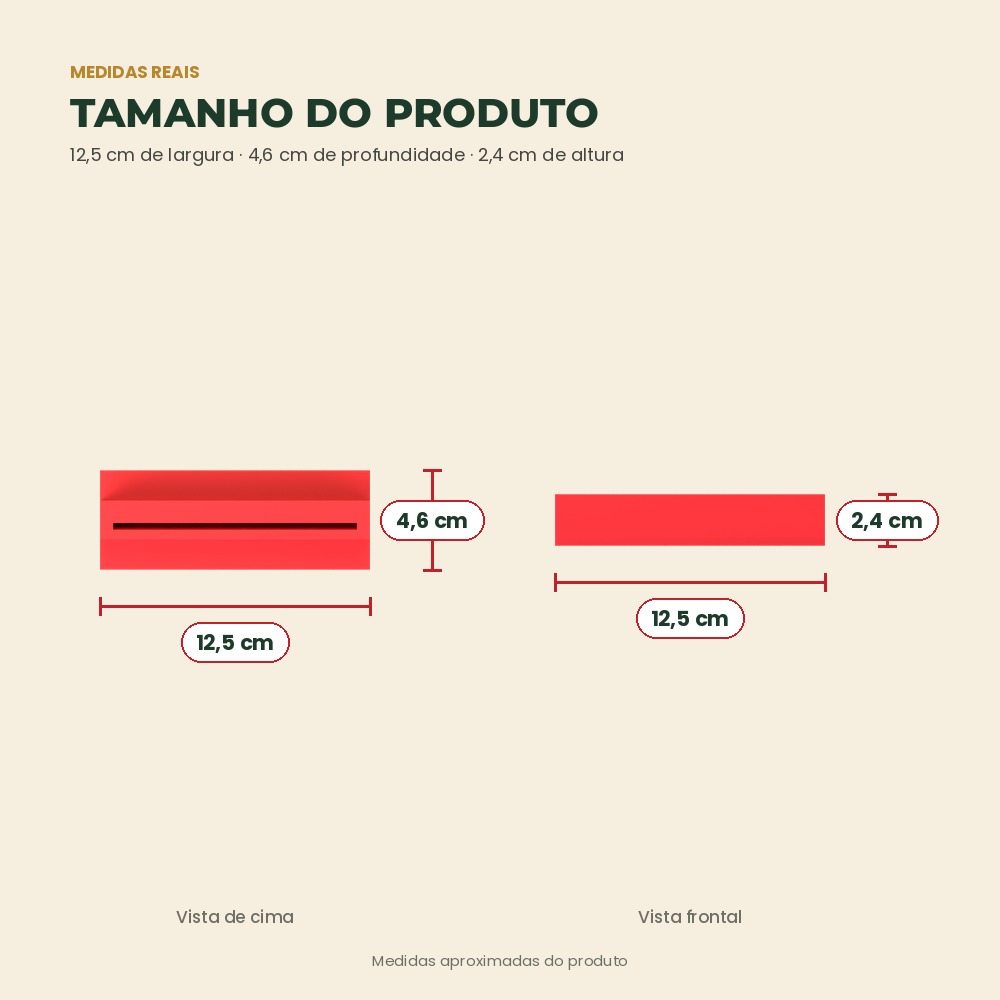 MEDIDAS REAIS
TAMANHO DO PRODUTO
12,5 cm de largura · 4,6 cm de profundidade · 2,4 cm de altura
4,6 cm
2,4 cm
12,5 cm
12,5 cm
Vista de cima
Vista frontal
Medidas aproximadas do produto